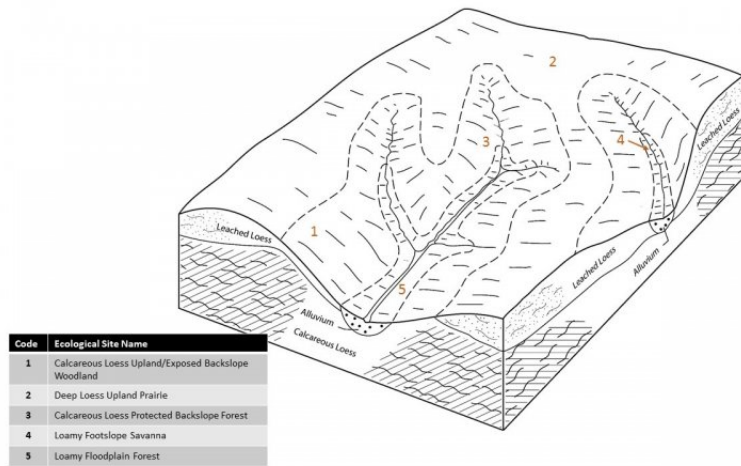 2
Leached Loess
4
3
1
Leached Loess
Alluvium
Leached Loess
5
Alluvium
Calcareous Loess
Code Ecological Site Name
1 Calcareous Loess Upland/Exposed Backslope
Woodland
2 Deep Loess Upland Prairie
3 Calcareous Loess Protected Backslope Forest
4 Loamy Footslope Savanna
5 Loamy Floodplain Forest